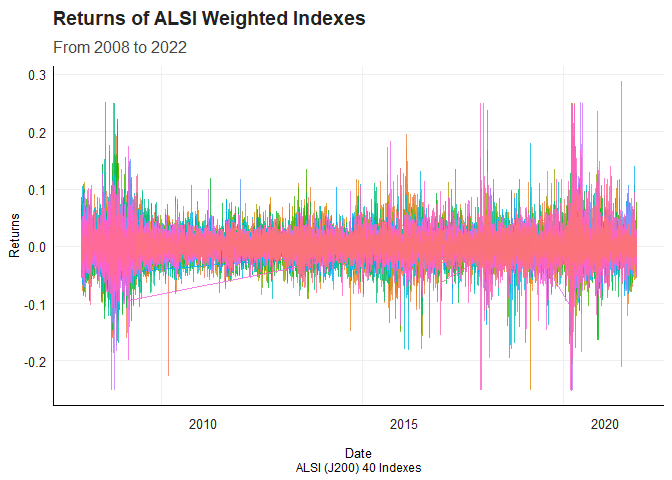 Returns of ALSI Weighted Indexes
From 2008 to 2022
0.3
0.2
0.1
0.0
-0.1
-0.2
Returns
2010
2015
2020
Date
ALSI (J200) 40 Indexes